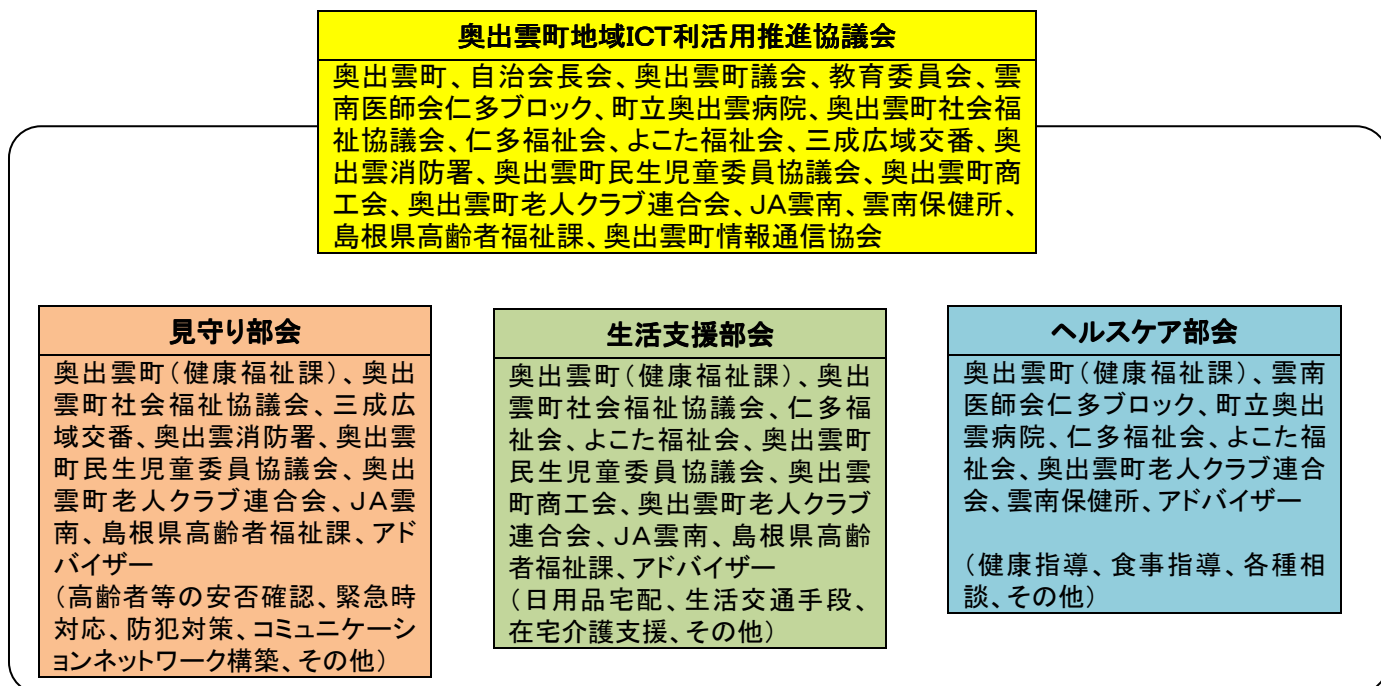 奥出雲町地域ICT利活用推進協議会
奥出雲町、自治会長会、奥出雲町議会、教育委員会、雲
南医師会仁多ブロック、町立奥出雲病院、奥出雲町社会福
祉協議会、仁多福祉会、よこた福祉会、三成広域交番、奥
出雲消防署、奥出雲町民生児童委員協議会、奥出雲町商
工会、奥出雲町老人クラブ連合会、JA雲南、雲南保健所、
島根県高齢者福祉課、奥出雲町情報通信協会
見守り部会
奥出雲町（健康福祉課）、奥出
雲町社会福祉協議会、三成広
域交番、奥出雲消防署、奥出雲
町民生児童委員協議会、奥出
雲町老人クラブ連合会、JA雲
南、島根県高齢者福祉課、アド
バイザー
（高齢者等の安否確認、緊急時
対応、防犯対策、コミュニケーシ
ョンネットワーク構築、その他）
生活支援部会
奥出雲町（健康福祉課）、奥出
雲町社会福祉協議会、仁多福
祉会、よこた福祉会、奥出雲町
民生児童委員協議会、奥出雲
町商工会、奥出雲町老人クラブ
連合会、JA雲南、島根県高齢
者福祉課、アドバイザー
（日用品宅配、生活交通手段、
在宅介護支援、その他）
ヘルスケア部会
奥出雲町（健康福祉課）、雲南
医師会仁多ブロック、町立奥出
雲病院、仁多福祉会、よこた福
祉会、奥出雲町老人クラブ連合
会、雲南保健所、アドバイザー
（健康指導、食事指導、各種相
談、その他）